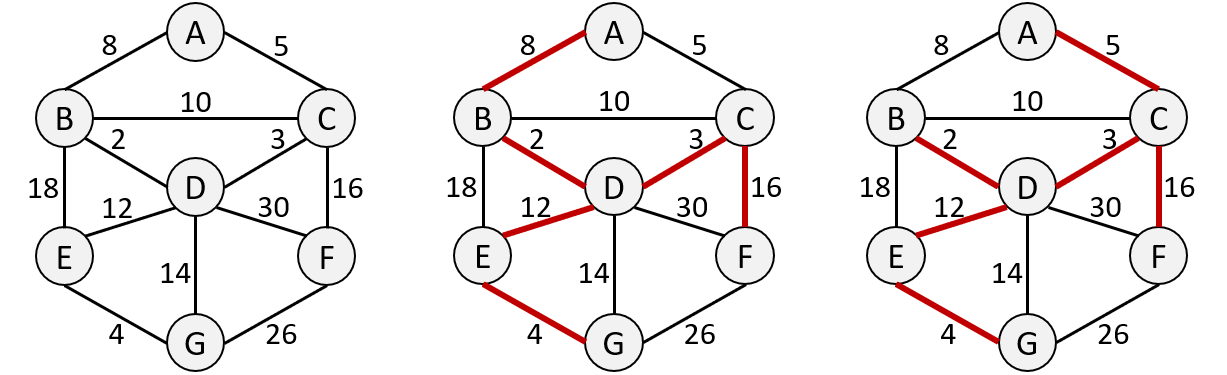 A A A
8 5 8 5 8 5
B 10 C B 10 C B 10 C
2 3 2 3 2 3
18 D 16 18 D 16 18 D 16
12 30 12 30 12 30
E F E F E F
14 14 14
4 G 26 4 G 26 4 G 26